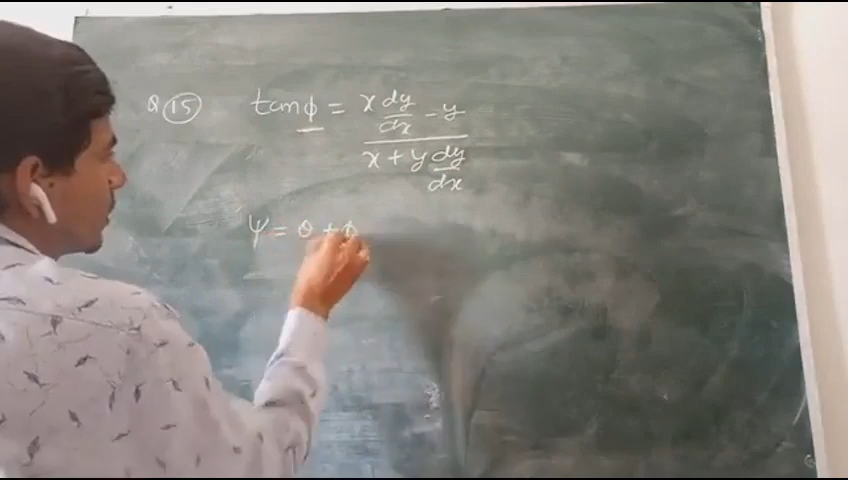 Q 15 tanϕ = x dy/dx - y / x + y dy/dx
ψ = θ + ϕ